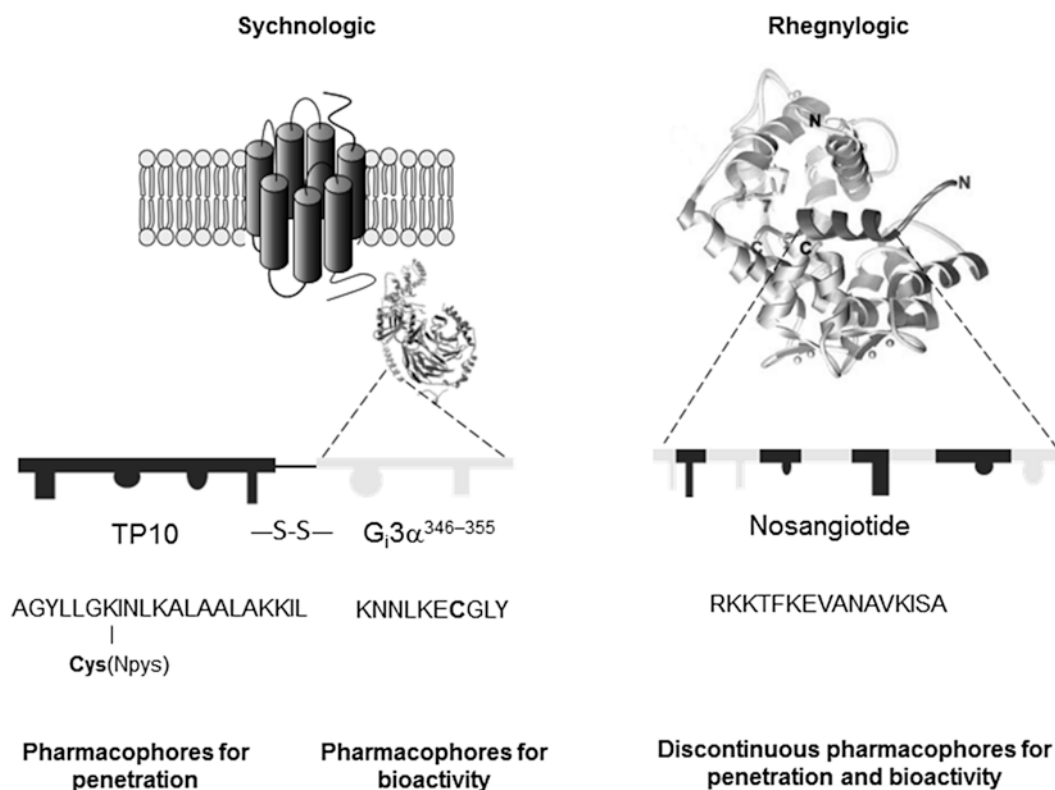 Sychnologic
Rhegnylogic
N
N
C
C
TP10
—S-S—
Gᵢ3α³⁴⁶⁻³⁵⁵
Nosangiotide
AGYLLGKINLKALAALAKKIL
KNNLKECGLY
RKKTFKEVANAVKISA
Cys(Npys)
Pharmacophores for
penetration
Pharmacophores for
bioactivity
Discontinuous pharmacophores for
penetration and bioactivity